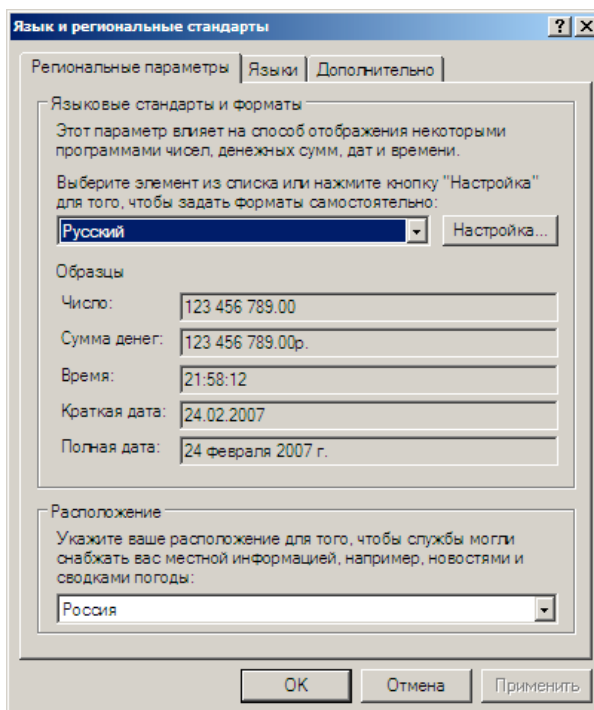 Язык и региональные стандарты
Региональные параметры Языки Дополнительно
Языковые стандарты и форматы
Этот параметр влияет на способ отображения некоторыми
программами чисел, денежных сумм, дат и времени.
Выберите элемент из списка или нажмите кнопку "Настройка"
для того, чтобы задать форматы самостоятельно:
Русский Настройка...
Образцы
Число: 123 456 789.00
Сумма денег: 123 456 789.00р.
Время: 21:58:12
Краткая дата: 24.02.2007
Полная дата: 24 февраля 2007 г.
Расположение
Укажите ваше расположение для того, чтобы службы могли
снабжать вас местной информацией, например, новостями и
сводками погоды:
Россия
OK Отмена Применить